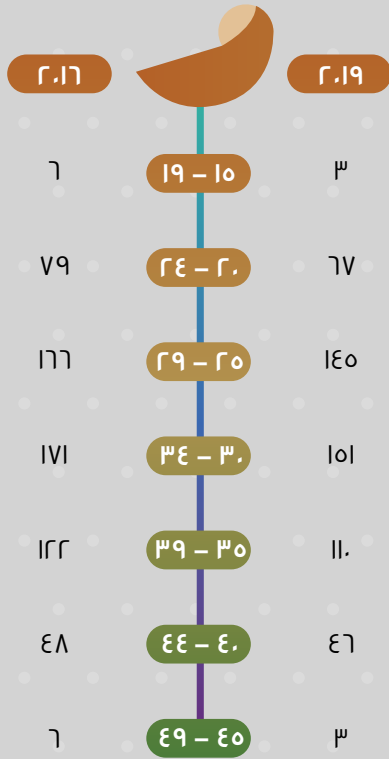 ٢٠١٩ ٢٠١٦
٣ ١٥ – ١٩ ٦
٦٧ ٢٠ – ٢٤ ٧٩
١٤٥ ٢٥ – ٢٩ ١٦٦
١٥١ ٣٠ – ٣٤ ١٧١
١١٠ ٣٥ – ٣٩ ١٢٢
٤٦ ٤٠ – ٤٤ ٤٨
٣ ٤٥ – ٤٩ ٦